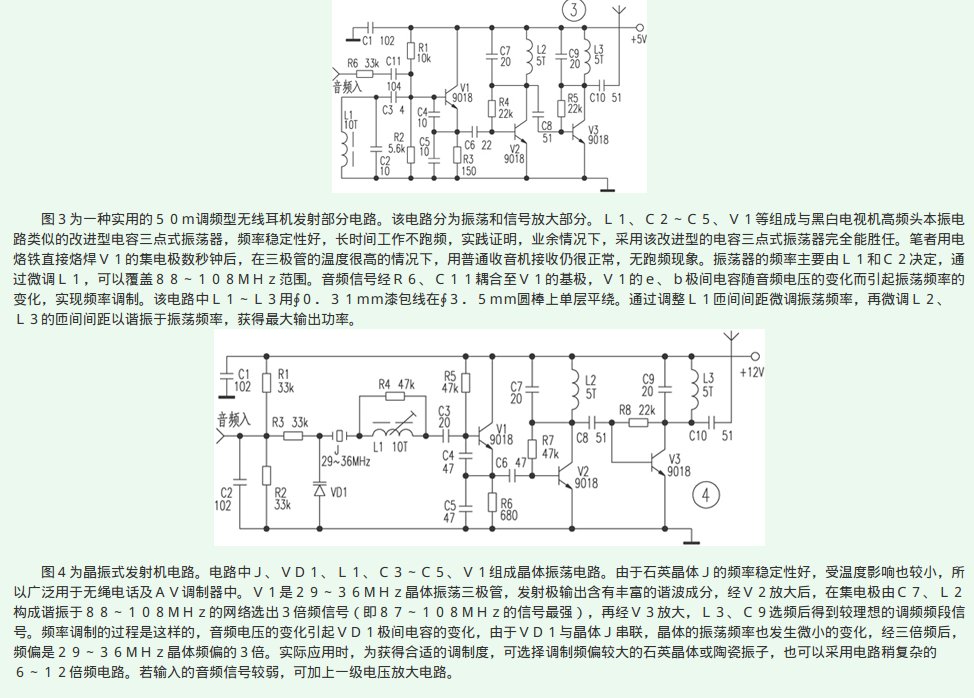 ③
+5V
C1 102
R1
10k
C7
20
L2
5T
C9
20
L3
5T
R6 33k
C11
104
音频入
C10 51
V1
9018
C3 4
R4
22k
R5
22k
L1
10T
C4
10
C8
51
V3
9018
R2
5.6k
C5
10
C6 22
V2
9018
C2
10
R3
150
图3为一种实用的50m调频型无线耳机发射部分电路。该电路分为振荡和信号放大部分。L1、C2~C5、V1等组成与黑白电视机高频头本振电
路类似的改进型电容三点式振荡器，频率稳定性好，长时间工作不跑频，实践证明，业余情况下，采用该改进型的电容三点式振荡器完全能胜任。笔者用电
烙铁直接烙焊V1的集电极数秒钟后，在三极管的温度很高的情况下，用普通收音机接收仍很正常，无跑频现象。振荡器的频率主要由L1和C2决定，通
过微调L1，可以覆盖88~108MHz范围。音频信号经R6、C11耦合至V1的基极，V1的e、b极间电容随音频电压的变化而引起振荡频率的
变化，实现频率调制。该电路中L1~L3用∮0．31mm漆包线在∮3．5mm圆棒上单层平绕。通过调整L1匝间间距微调振荡频率，再微调L2、
L3的匝间间距以谐振于振荡频率，获得最大输出功率。
+12V
C1
102
R1
33k
R4 47k
R5
47k
C7
20
L2
5T
C9
20
L3
5T
音频入
R3 33k
C3
20
R8 22k
J
29~36MHz
L1 10T
V1
9018
C8 51
C10 51
C4
47
C6 47
R7
47k
V2
9018
V3
9018
C2
102
R2
33k
VD1
C5
47
R6
680
④
图4为晶振式发射机电路。电路中J、VD1、L1、C3~C5、V1组成晶体振荡电路。由于石英晶体J的频率稳定性好，受温度影响也较小，所
以广泛用于无绳电话及AV调制器中。V1是29~36MHz晶体振荡三极管，发射极输出含有丰富的谐波成分，经V2放大后，在集电极由C7、L2
构成谐振于88~108MHz的网络选出3倍频信号（即87~108MHz的信号最强），再经V3放大，L3、C9选频后得到较理想的调频频段信
号。频率调制的过程是这样的，音频电压的变化引起VD1极间电容的变化，由于VD1与晶体J串联，晶体的振荡频率也发生微小的变化，经三倍频后，
频偏是29~36MHz晶体频偏的3倍。实际应用时，为获得合适的调制度，可选择调制频偏较大的石英晶体或陶瓷振子，也可以采用电路稍复杂的
6~12倍频电路。若输入的音频信号较弱，可加上一级电压放大电路。